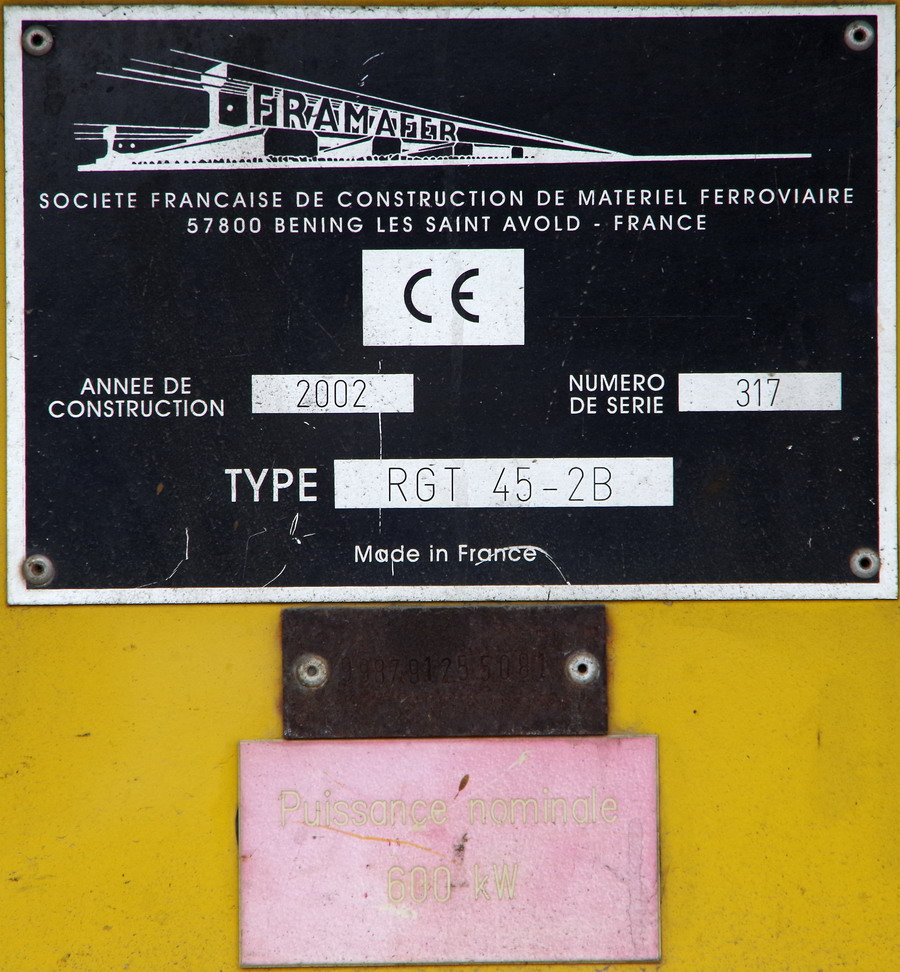 FRAMAFER
SOCIETE FRANCAISE DE CONSTRUCTION DE MATERIEL FERROVIAIRE
57800 BENING LES SAINT AVOLD - FRANCE
CE
ANNEE DE
CONSTRUCTION
2002
NUMERO
DE SERIE
317
TYPE RGT 45-2B
Made in France
Puissance nominale
600 kW